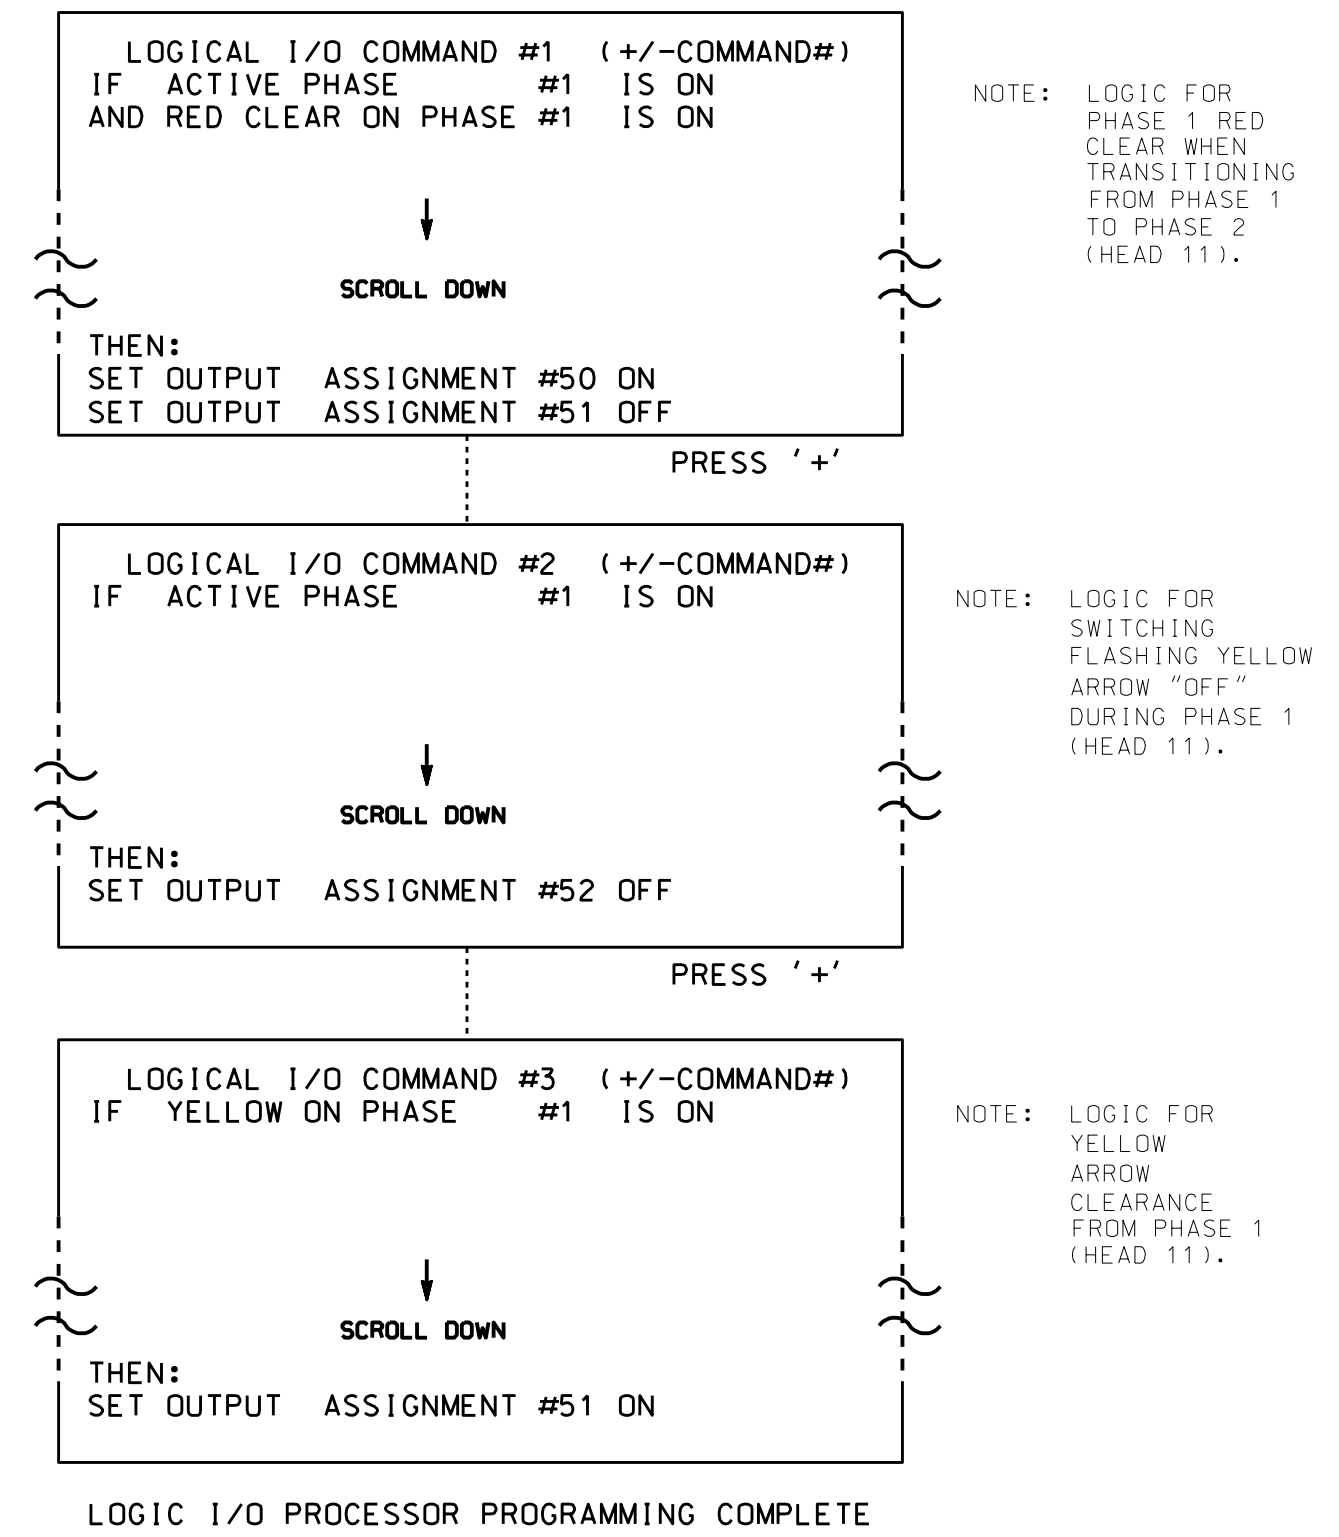 LOGICAL I/O COMMAND #1 (+/-COMMAND#)
IF ACTIVE PHASE #1 IS ON
AND RED CLEAR ON PHASE #1 IS ON
SCROLL DOWN
THEN:
SET OUTPUT ASSIGNMENT #50 ON
SET OUTPUT ASSIGNMENT #51 OFF
NOTE: LOGIC FOR
PHASE 1 RED
CLEAR WHEN
TRANSITIONING
FROM PHASE 1
TO PHASE 2
(HEAD 11).
PRESS '+'
LOGICAL I/O COMMAND #2 (+/-COMMAND#)
IF ACTIVE PHASE #1 IS ON
SCROLL DOWN
THEN:
SET OUTPUT ASSIGNMENT #52 OFF
NOTE: LOGIC FOR
SWITCHING
FLASHING YELLOW
ARROW "OFF"
DURING PHASE 1
(HEAD 11).
PRESS '+'
LOGICAL I/O COMMAND #3 (+/-COMMAND#)
IF YELLOW ON PHASE #1 IS ON
SCROLL DOWN
THEN:
SET OUTPUT ASSIGNMENT #51 ON
NOTE: LOGIC FOR
YELLOW
ARROW
CLEARANCE
FROM PHASE 1
(HEAD 11).
LOGIC I/O PROCESSOR PROGRAMMING COMPLETE